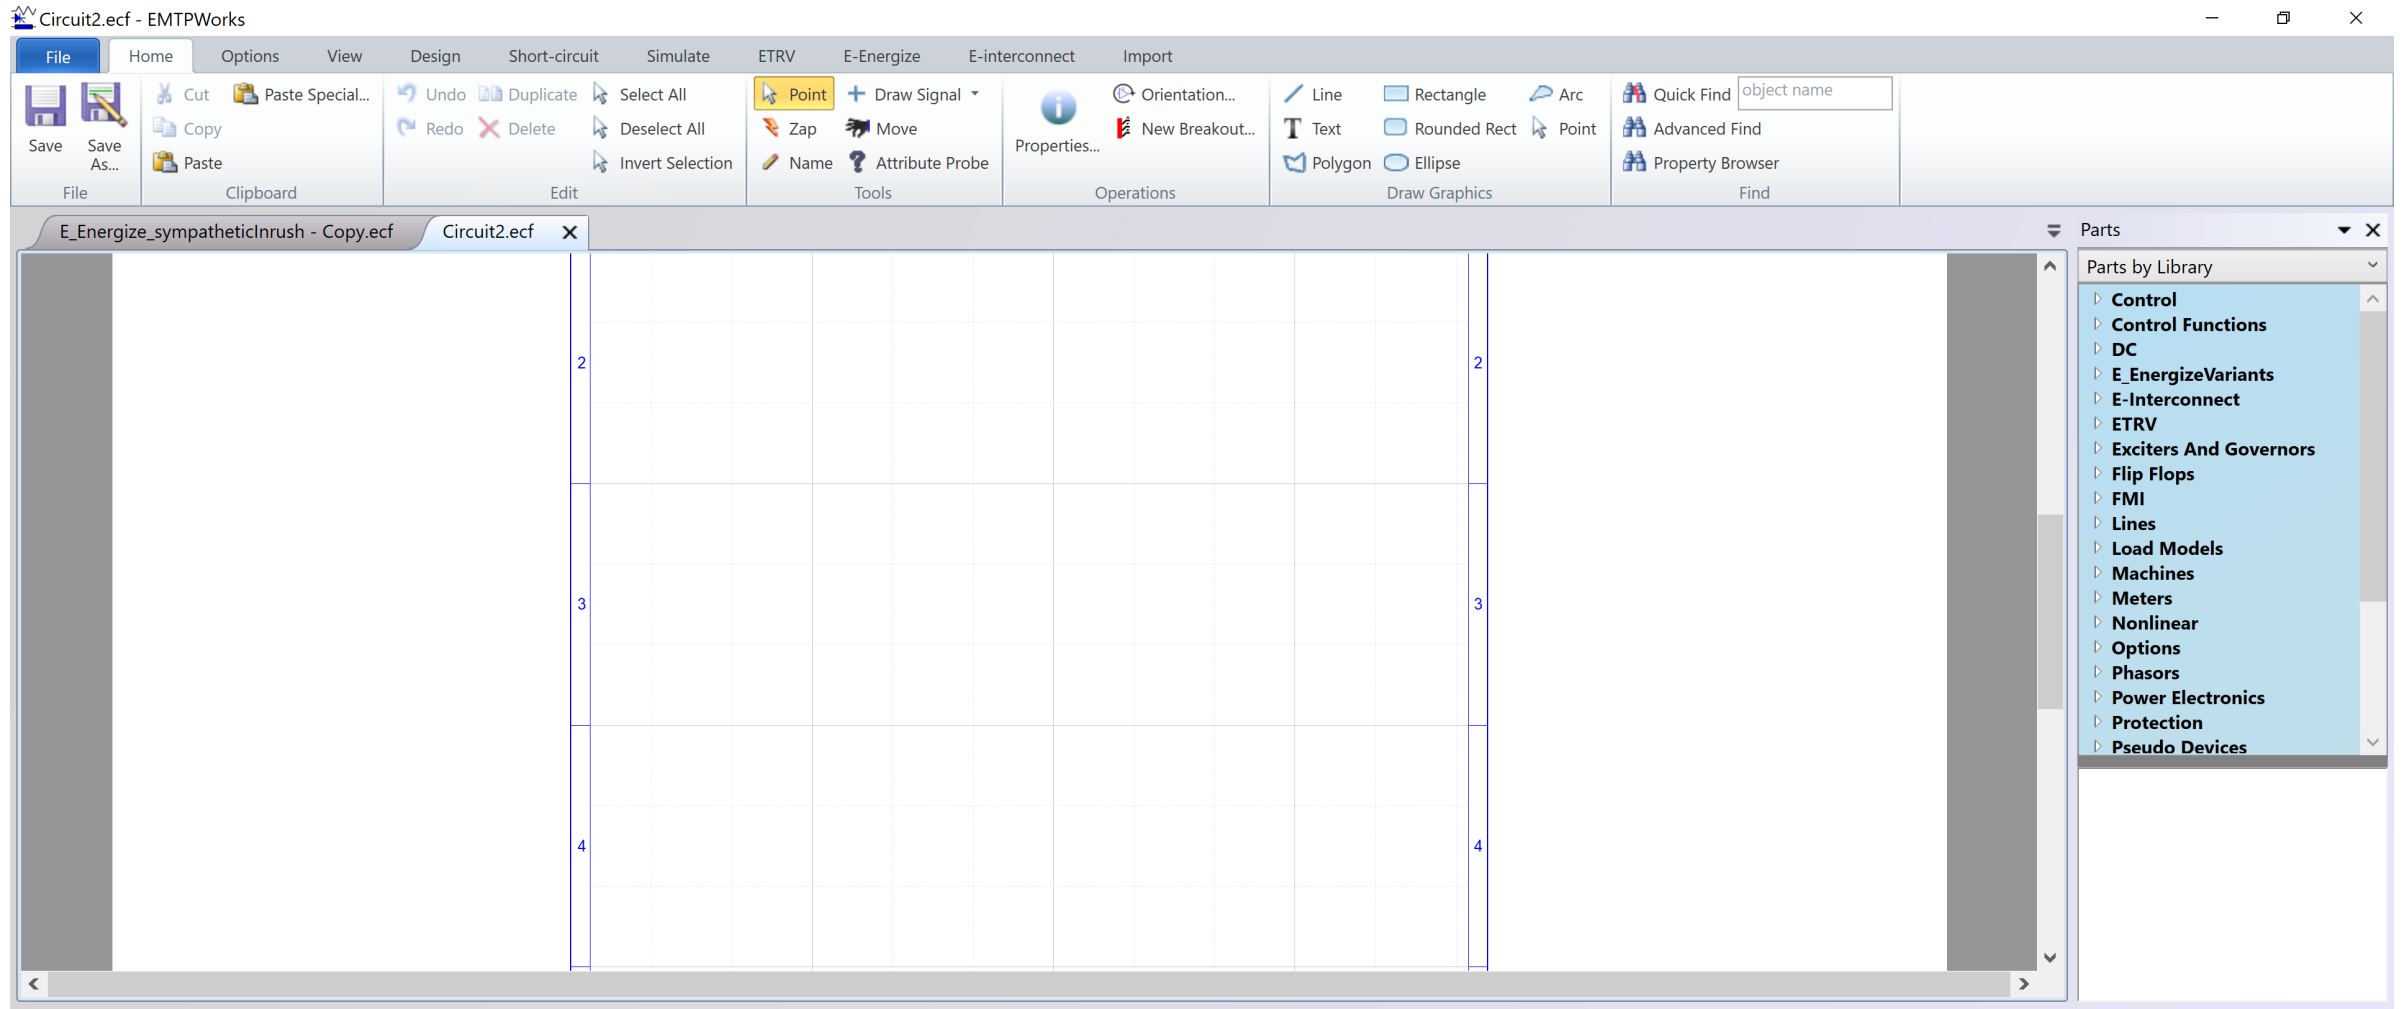 Circuit2.ecf - EMTPWorks
File Home Options View Design Short-circuit Simulate ETRV E-Energize E-interconnect Import
Cut Paste Special... Undo Duplicate Select All Point Draw Signal Orientation... Line Rectangle Arc Quick Find object name
Copy Redo Delete Deselect All Zap Move New Breakout... Text Rounded Rect Point Advanced Find
Save Save As... Properties...
Paste Invert Selection Name Attribute Probe Polygon Ellipse Property Browser
File Clipboard Edit Tools Operations Draw Graphics Find
E_Energize_sympatheticInrush - Copy.ecf Circuit2.ecf
Parts
Parts by Library
Control
Control Functions
DC
E_EnergizeVariants
E-Interconnect
ETRV
Exciters And Governors
Flip Flops
FMI
Lines
Load Models
Machines
Meters
Nonlinear
Options
Phasors
Power Electronics
Protection
Pseudo Devices
2 2
3 3
4 4